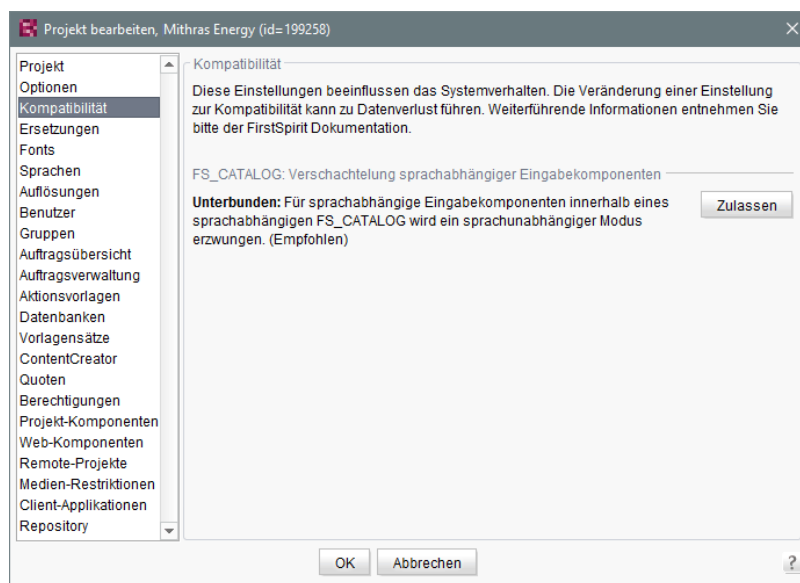 Projekt bearbeiten, Mithras Energy (id=199258)
Projekt
Optionen
Kompatibilität
Ersetzungen
Fonts
Sprachen
Auflösungen
Benutzer
Gruppen
Auftragsübersicht
Auftragsverwaltung
Aktionsvorlagen
Datenbanken
Vorlagensätze
ContentCreator
Quoten
Berechtigungen
Projekt-Komponenten
Web-Komponenten
Remote-Projekte
Medien-Restriktionen
Client-Applikationen
Repository
Kompatibilität
Diese Einstellungen beeinflussen das Systemverhalten. Die Veränderung einer Einstellung
zur Kompatibilität kann zu Datenverlust führen. Weiterführende Informationen entnehmen Sie
bitte der FirstSpirit Dokumentation.
FS_CATALOG: Verschachtelung sprachabhängiger Eingabekomponenten
Unterbunden: Für sprachabhängige Eingabekomponenten innerhalb eines
sprachabhängigen FS_CATALOG wird ein sprachunabhängiger Modus
erzwungen. (Empfohlen)
Zulassen
OK
Abbrechen
?